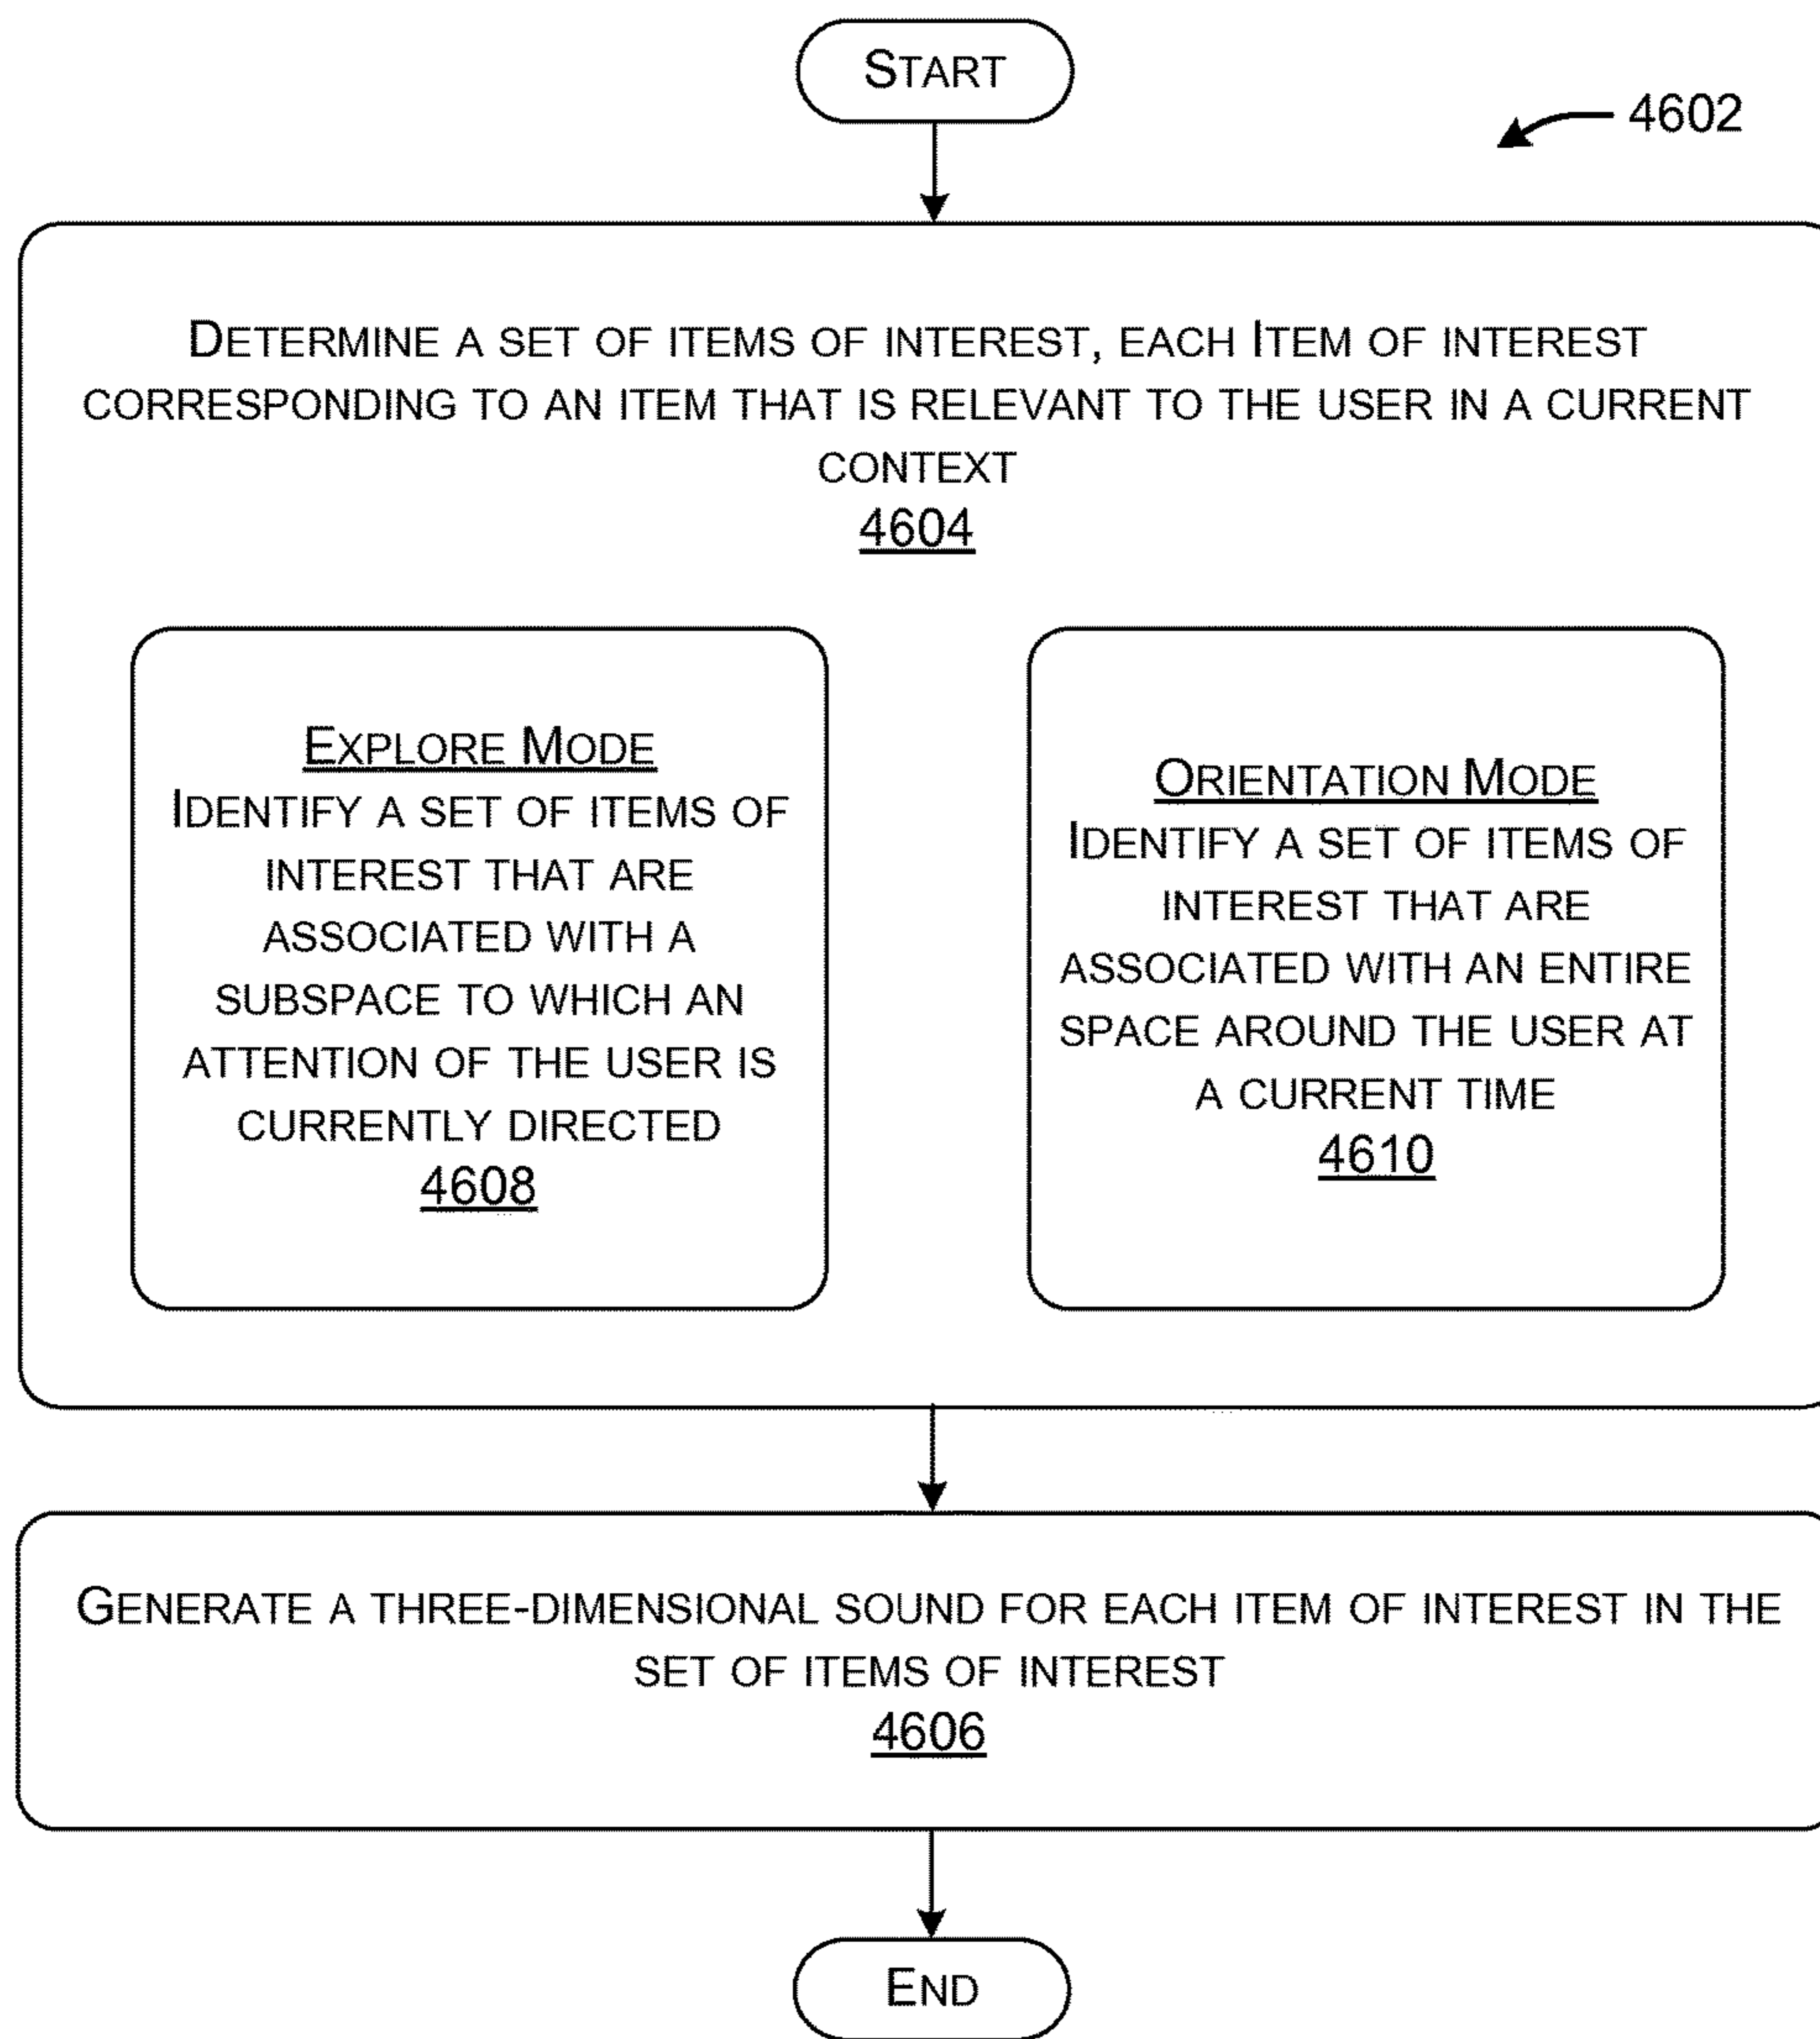 START
4602
DETERMINE A SET OF ITEMS OF INTEREST, EACH ITEM OF INTEREST
CORRESPONDING TO AN ITEM THAT IS RELEVANT TO THE USER IN A CURRENT
CONTEXT
4604
EXPLORE MODE
IDENTIFY A SET OF ITEMS OF
INTEREST THAT ARE
ASSOCIATED WITH A
SUBSPACE TO WHICH AN
ATTENTION OF THE USER IS
CURRENTLY DIRECTED
4608
ORIENTATION MODE
IDENTIFY A SET OF ITEMS OF
INTEREST THAT ARE
ASSOCIATED WITH AN ENTIRE
SPACE AROUND THE USER AT
A CURRENT TIME
4610
GENERATE A THREE-DIMENSIONAL SOUND FOR EACH ITEM OF INTEREST IN THE
SET OF ITEMS OF INTEREST
4606
END